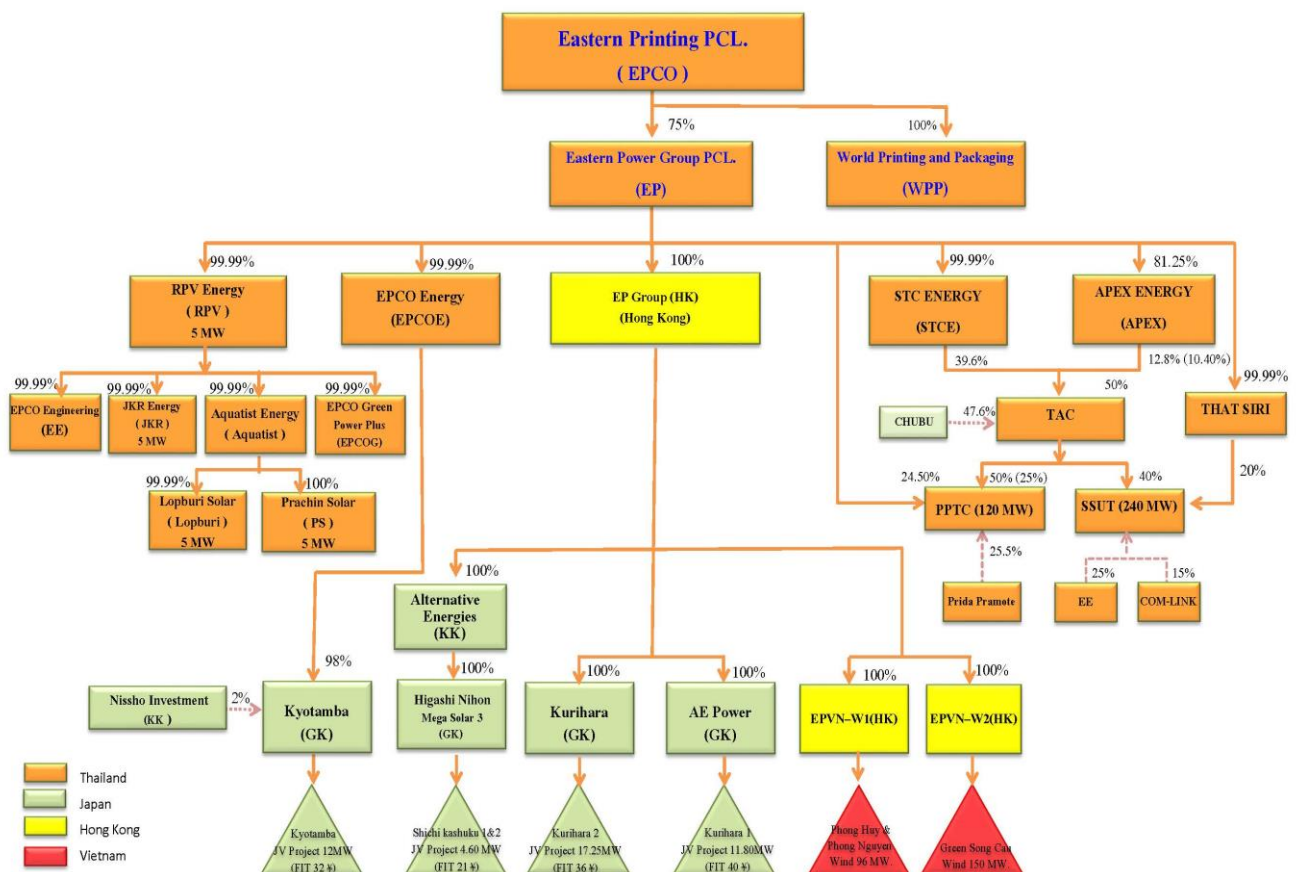 Eastern Printing PCL.
( EPCO )
75%
100%
Eastern Power Group PCL.
(EP)
World Printing and Packaging
(WPP)
99.99%
99.99%
100%
99.99%
81.25%
RPV Energy
( RPV )
5 MW
EPCO Energy
(EPCOE)
EP Group (HK)
(Hong Kong)
STC ENERGY
(STCE)
APEX ENERGY
(APEX)
39.6%
12.8% (10.40%)
99.99%
99.99%
99.99%
99.99%
99.99%
50%
EPCO Engineering
(EE)
JKR Energy
( JKR )
5 MW
Aquatist Energy
( Aquatist )
EPCO Green
Power Plus
(EPCOG)
CHUBU
47.6%
TAC
THAT SIRI
99.99%
100%
24.50%
50% (25%)
40%
20%
Lopburi Solar
( Lopburi )
5 MW
Prachin Solar
( PS )
5 MW
PPTC (120 MW)
SSUT (240 MW)
25.5%
25%
15%
Prida Pramote
EE
COM-LINK
100%
Alternative
Energies
(KK)
98%
100%
100%
100%
100%
100%
Nissho Investment
(KK )
2%
Kyotamba
(GK)
Higashi Nihon
Mega Solar 3
(GK)
Kurihara
(GK)
AE Power
(GK)
EPVN–W1(HK)
EPVN–W2(HK)
Thailand
Japan
Hong Kong
Vietnam
Kyotamba
JV Project 12MW
(FIT 32 ¥)
Shichi kashuku 1&2
JV Project 4.60 MW
(FIT 21 ¥)
Kurihara 2
JV Project 17.25MW
(FIT 36 ¥)
Kurihara 1
JV Project 11.80MW
(FIT 40 ¥)
Phong Huy &
Phong Nguyen
Wind 96 MW.
Green Song Cau
Wind 150 MW.